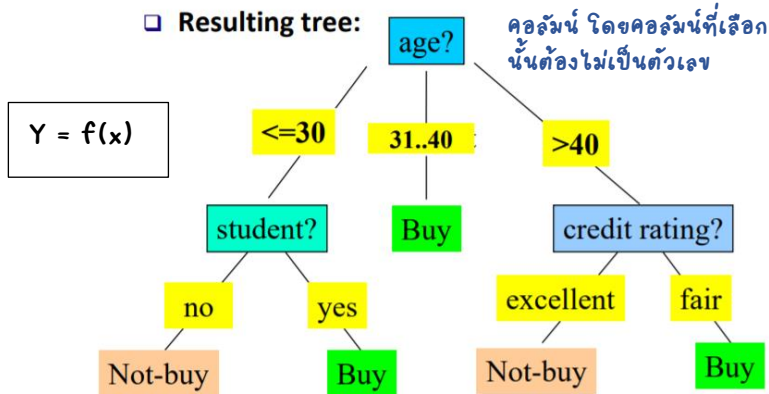 Resulting tree:
age?
คอลัมน์ โดยคอลัมน์ที่เลือก
นั้นต้องไม่เป็นตัวเลข
Y = f(x)
<=30
31..40
>40
student?
Buy
credit rating?
no
yes
excellent
fair
Not-buy
Buy
Not-buy
Buy